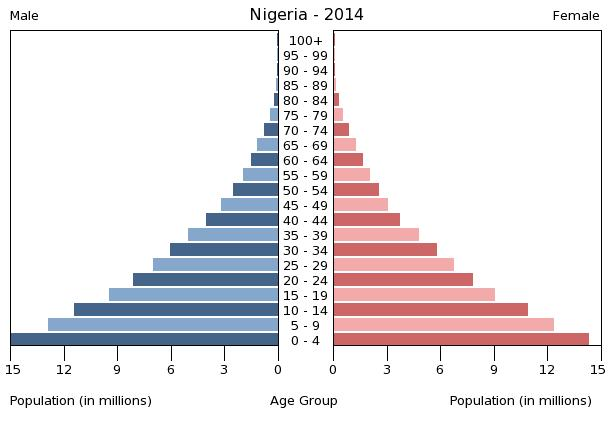 Male Nigeria - 2014 Female
100+
95 - 99
90 - 94
85 - 89
80 - 84
75 - 79
70 - 74
65 - 69
60 - 64
55 - 59
50 - 54
45 - 49
40 - 44
35 - 39
30 - 34
25 - 29
20 - 24
15 - 19
10 - 14
5 - 9
0 - 4
15 12 9 6 3 0 0 3 6 9 12 15
Population (in millions) Age Group Population (in millions)